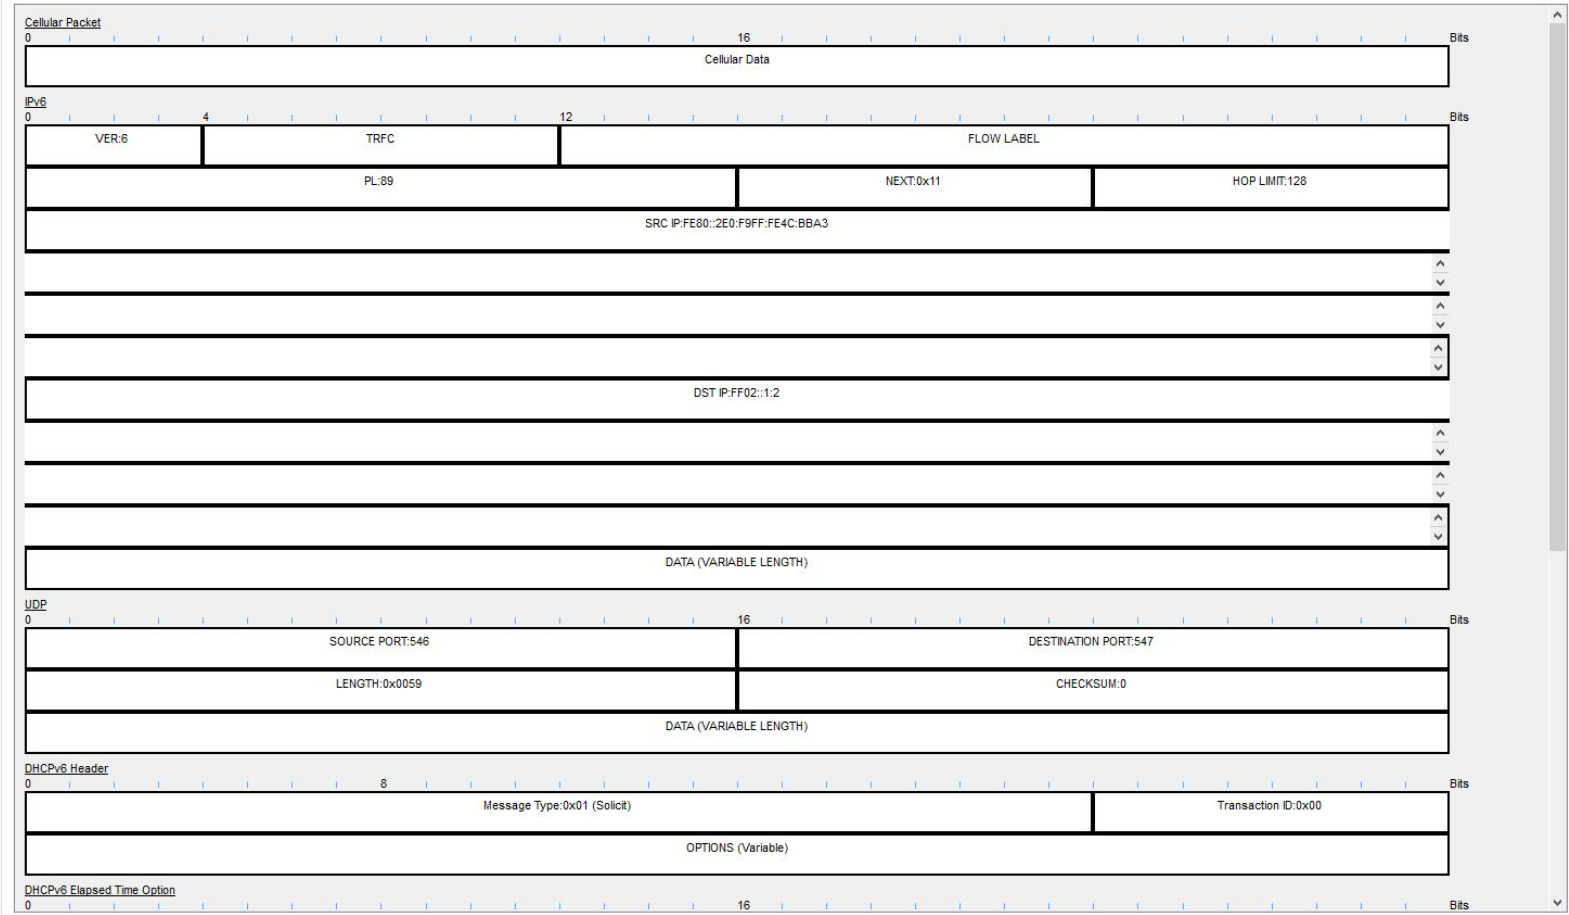 Cellular Packet
0 16 Bits
Cellular Data
IPv6
0 4 12 Bits
VER:6 TRFC FLOW LABEL
PL:89 NEXT:0x11 HOP LIMIT:128
SRC IP:FE80::2E0:F9FF:FE4C:BBA3
DST IP:FF02::1:2
DATA (VARIABLE LENGTH)
UDP
0 16 Bits
SOURCE PORT:546 DESTINATION PORT:547
LENGTH:0x0059 CHECKSUM:0
DATA (VARIABLE LENGTH)
DHCPv6 Header
0 8 Bits
Message Type:0x01 (Solicit) Transaction ID:0x00
OPTIONS (Variable)
DHCPv6 Elapsed Time Option
0 16 Bits